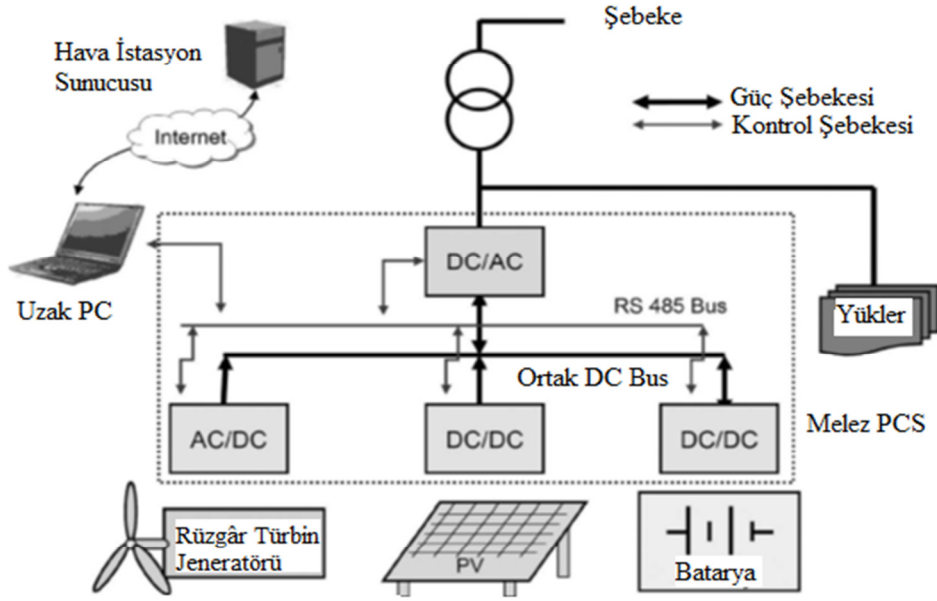 Şebeke
Hava İstasyon
Sunucusu
Güç Şebekesi
Kontrol Şebekesi
Internet
DC/AC
Uzak PC
RS 485 Bus
Yükler
Ortak DC Bus
Melez PCS
AC/DC
DC/DC
DC/DC
Rüzgâr Türbin
Jeneratörü
PV
Batarya